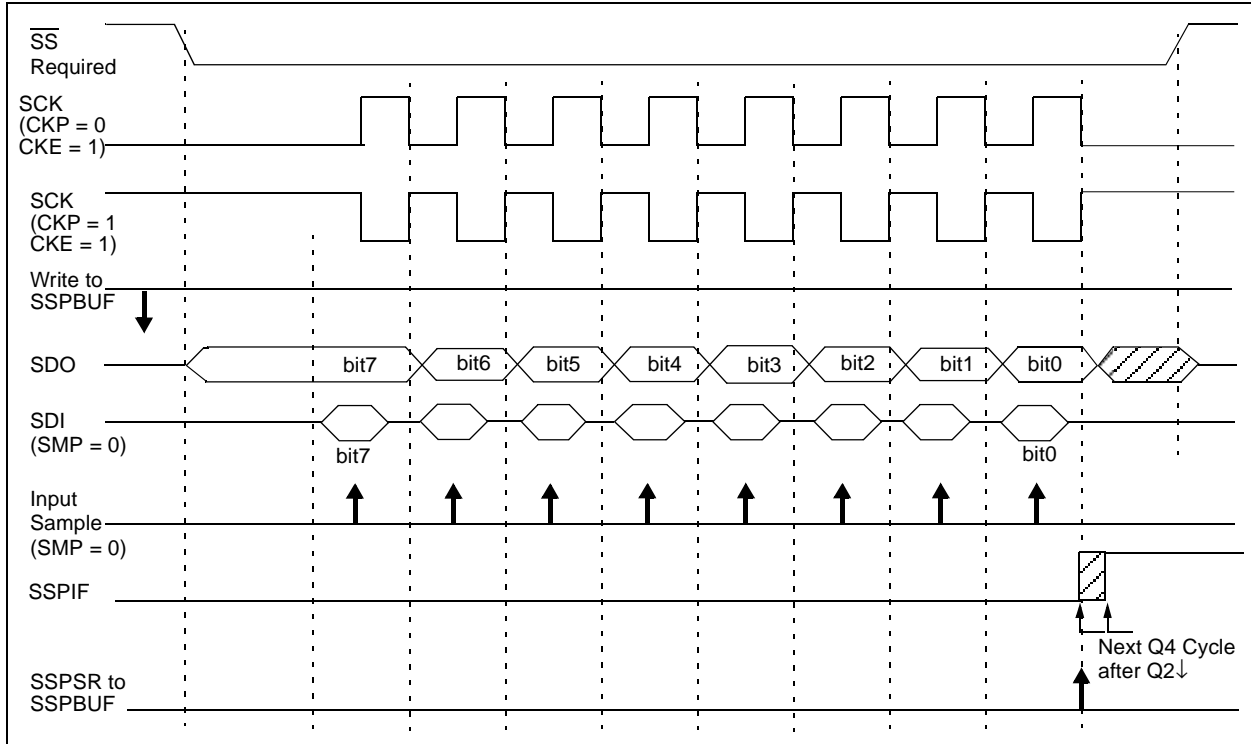 SS
Required
SCK
(CKP = 0
CKE = 1)
SCK
(CKP = 1
CKE = 1)
Write to
SSPBUF
SDO
bit7
bit6
bit5
bit4
bit3
bit2
bit1
bit0
SDI
(SMP = 0)
bit7
bit0
Input
Sample
(SMP = 0)
SSPIF
Next Q4 Cycle
after Q2↓
SSPSR to
SSPBUF